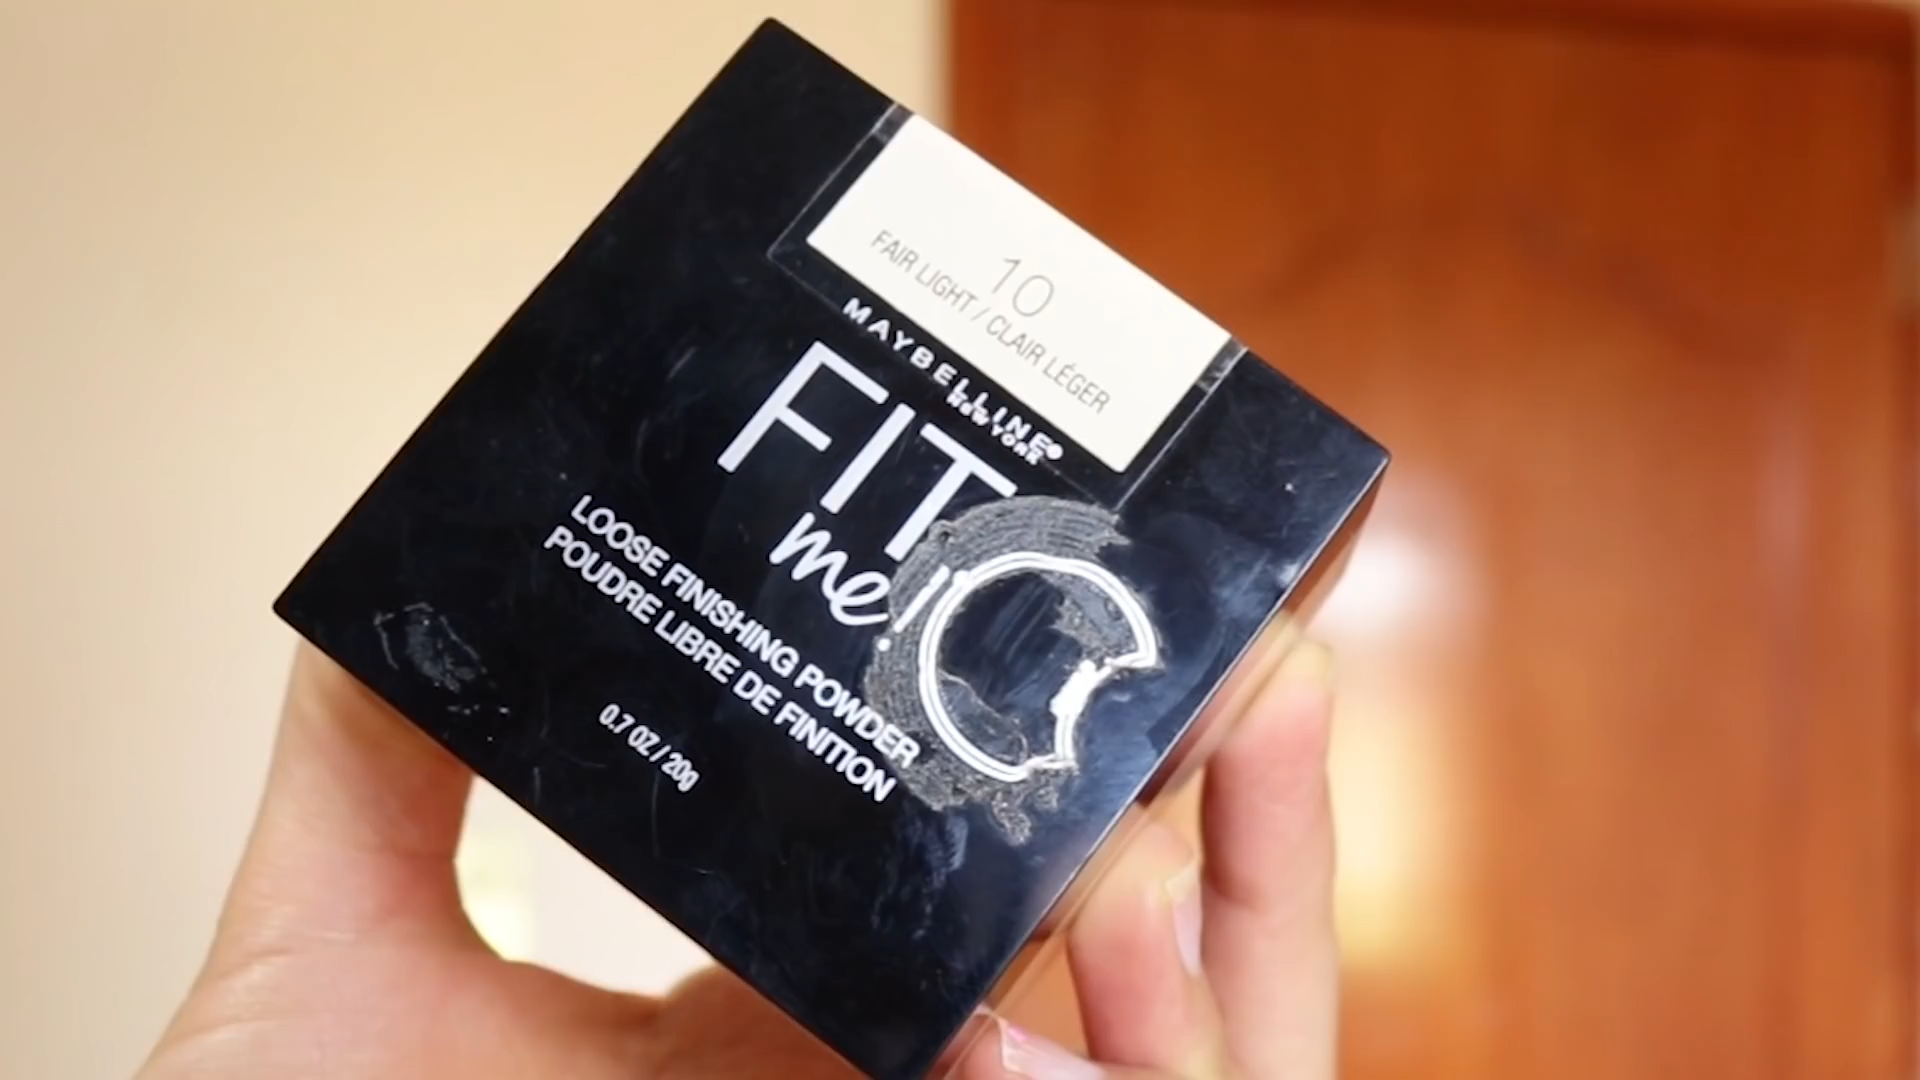 10
FAIR LIGHT / CLAIR LÉGER
MAYBELLINE®
NEW YORK
FIT
me!
LOOSE FINISHING POWDER
POUDRE LIBRE DE FINITION
0.7 OZ / 20g